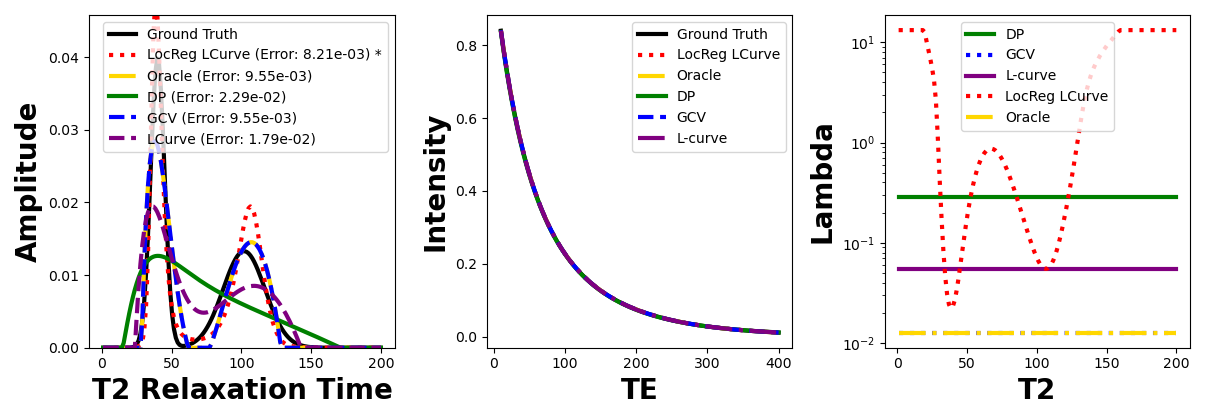 Amplitude
0.04
0.03
0.02
0.01
0.00
0
50
100
150
200
T2 Relaxation Time
Ground Truth
LocReg LCurve (Error: 8.21e-03) *
Oracle (Error: 9.55e-03)
DP (Error: 2.29e-02)
GCV (Error: 9.55e-03)
LCurve (Error: 1.79e-02)
Intensity
0.8
0.6
0.4
0.2
0.0
0
100
200
300
400
TE
Ground Truth
LocReg LCurve
Oracle
DP
GCV
L-curve
Lambda
10¹
10⁰
10⁻¹
10⁻²
0
50
100
150
200
T2
DP
GCV
L-curve
LocReg LCurve
Oracle